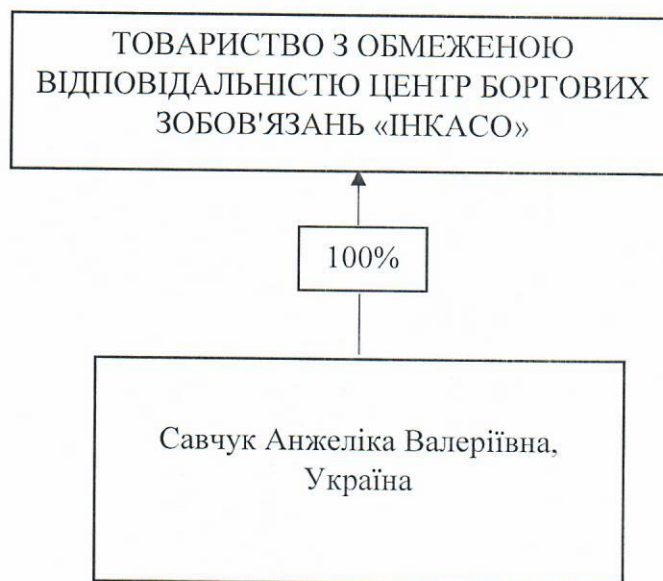 ТОВАРИСТВО З ОБМЕЖЕНОЮ
ВІДПОВІДАЛЬНІСТЮ ЦЕНТР БОРГОВИХ
ЗОБОВ'ЯЗАНЬ «ІНКАСО»
100%
Савчук Анжеліка Валеріївна,
Україна